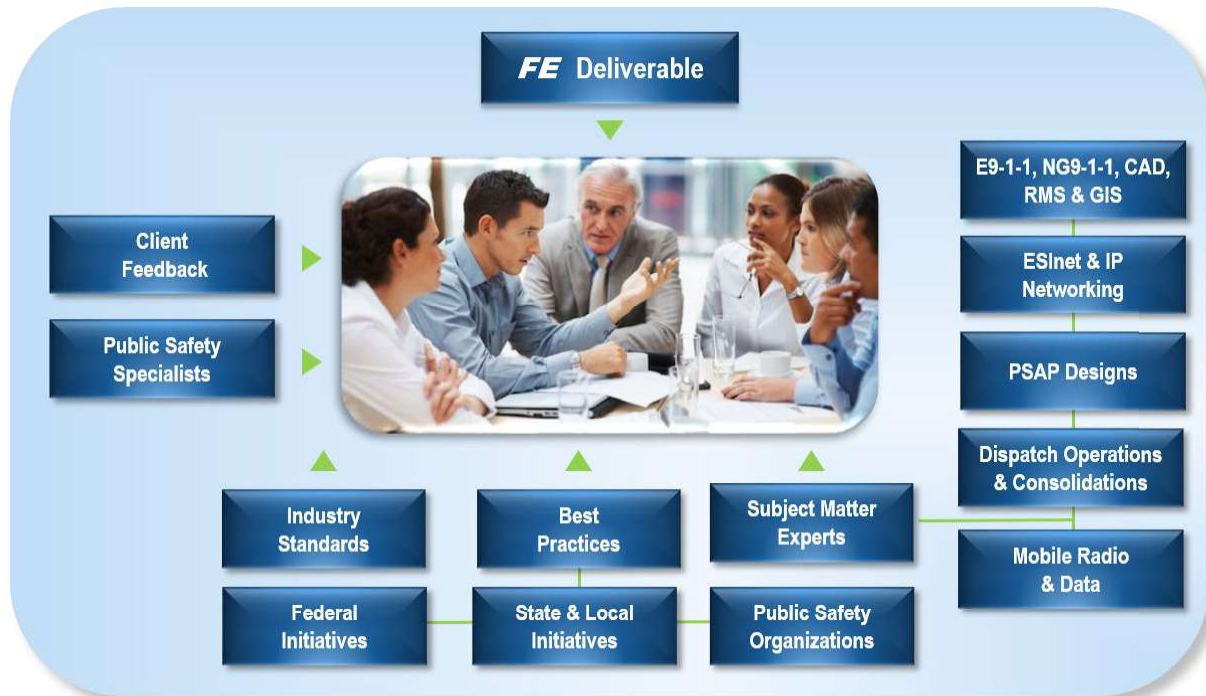 FE Deliverable
Client
Feedback
Public Safety
Specialists
E9-1-1, NG9-1-1, CAD,
RMS & GIS
ESInet & IP
Networking
PSAP Designs
Dispatch Operations
& Consolidations
Mobile Radio
& Data
Industry
Standards
Best
Practices
Subject Matter
Experts
Federal
Initiatives
State & Local
Initiatives
Public Safety
Organizations